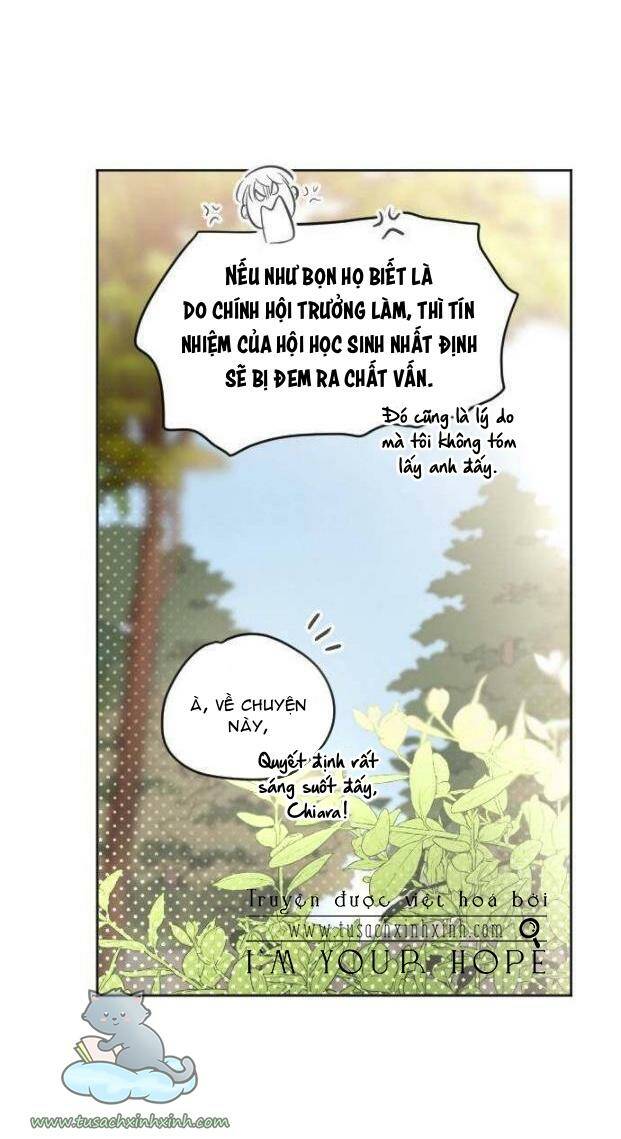 NẾU NHƯ BỌN HỌ BIẾT LÀ
DO CHÍNH HỘI TRƯỞNG LÀM, THÌ TÍN
NHIỆM CỦA HỘI HỌC SINH NHẤT ĐỊNH
SẼ BỊ ĐEM RA CHẤT VẤN.
Đó cũng là lý do
mà tôi không tóm
lấy anh đấy.
À, VỀ CHUYỆN
NÀY,
Quyết định rất
sáng suốt đấy,
Chiara!
Truyện được việt hoá bởi
www.tusachxinhxinh.com
I'M YOUR HOPE
www.tusachxinhxinh.com